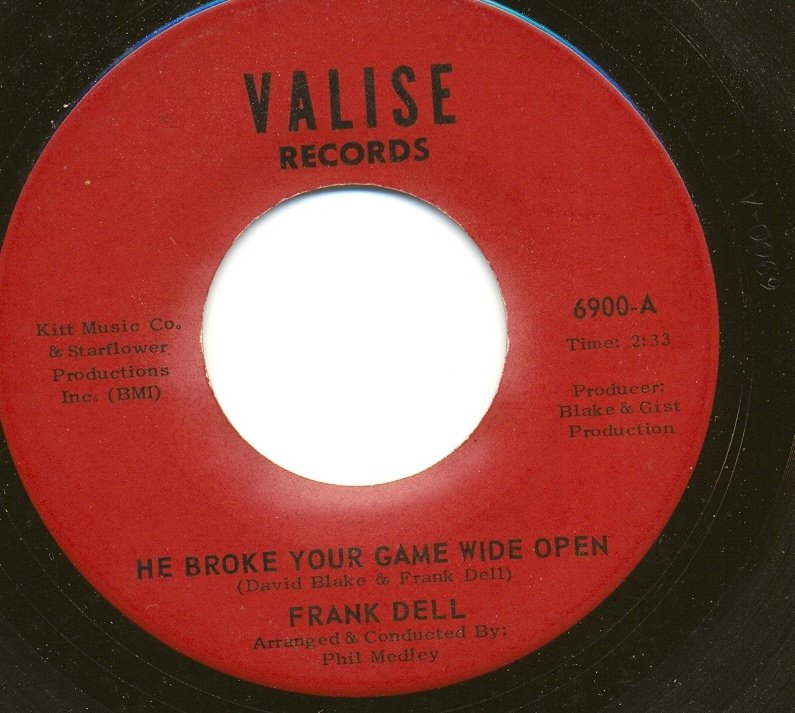 VALISE
RECORDS
Kitt Music Co.
& Starflower
Productions
Inc. (BMI)
6900-A
Time: 2:33
Producer:
Blake & Gist
Production
HE BROKE YOUR GAME WIDE OPEN
(David Blake & Frank Dell)
FRANK DELL
Arranged & Conducted By:
Phil Medley